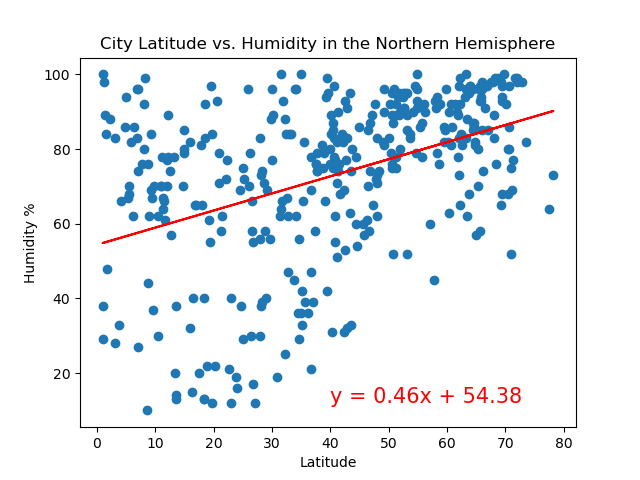 City Latitude vs. Humidity in the Northern Hemisphere
100
80
60
40
20
Humidity %
y = 0.46x + 54.38
0 10 20 30 40 50 60 70 80
Latitude